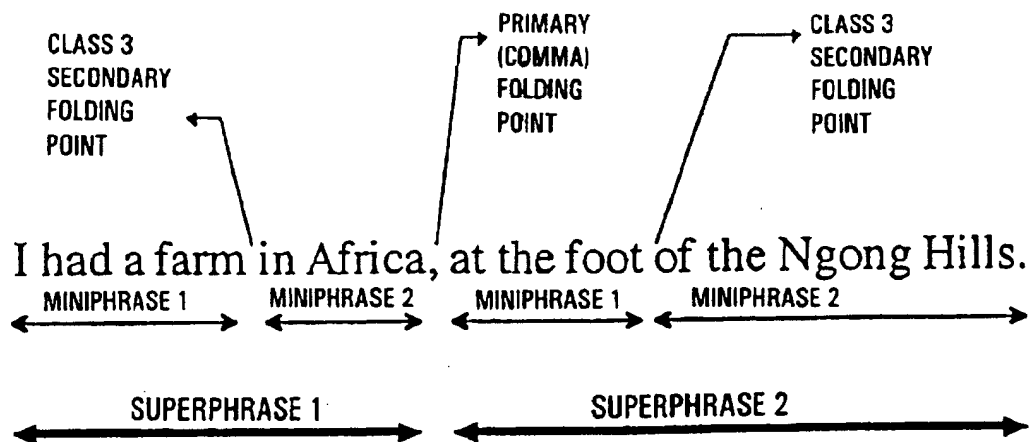 CLASS 3
SECONDARY
FOLDING
POINT
PRIMARY
(COMMA)
FOLDING
POINT
CLASS 3
SECONDARY
FOLDING
POINT
I had a farm in Africa, at the foot of the Ngong Hills.
MINIPHRASE 1 MINIPHRASE 2 MINIPHRASE 1 MINIPHRASE 2
SUPERPHRASE 1 SUPERPHRASE 2